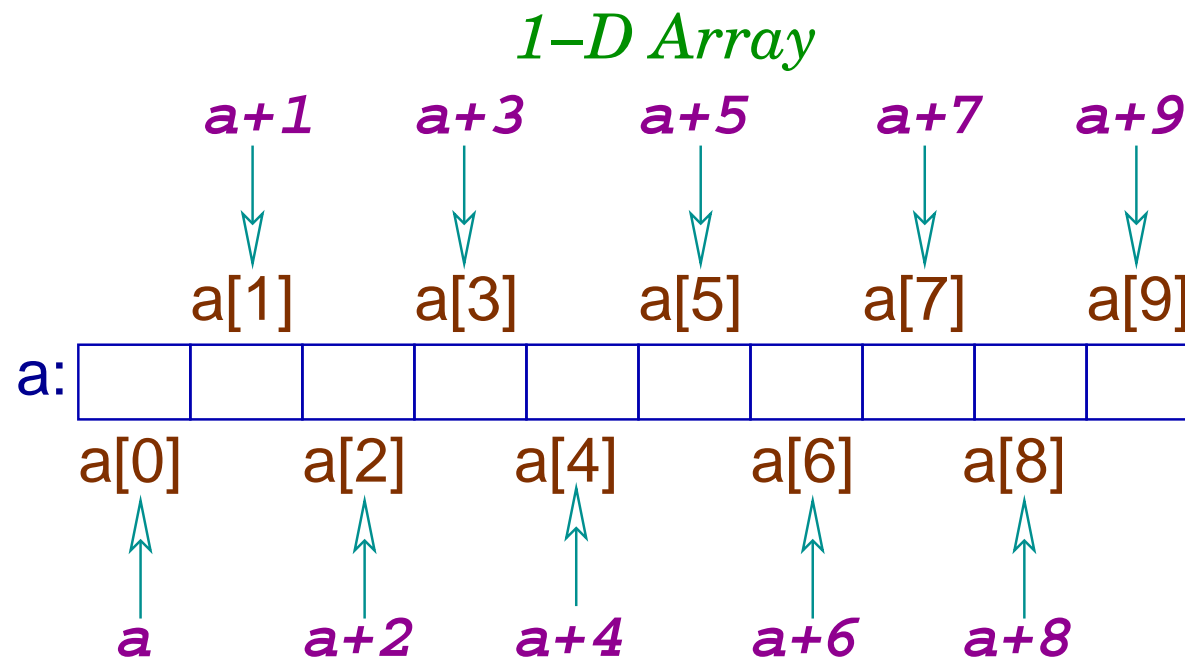 1–D Array
a+1 a+3 a+5 a+7 a+9
a[1] a[3] a[5] a[7] a[9]
a:
a[0] a[2] a[4] a[6] a[8]
a a+2 a+4 a+6 a+8